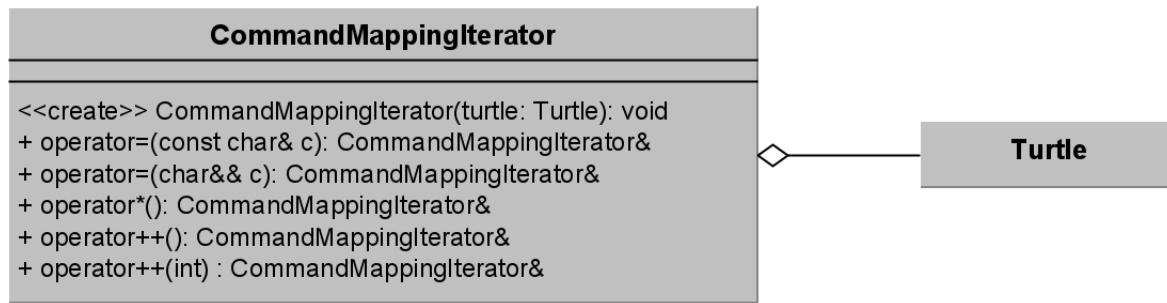 CommandMappingIterator
<<create>> CommandMappingIterator(turtle: Turtle): void
+ operator=(const char& c): CommandMappingIterator&
+ operator=(char&& c): CommandMappingIterator&
+ operator*(): CommandMappingIterator&
+ operator++(): CommandMappingIterator&
+ operator++(int) : CommandMappingIterator&
Turtle